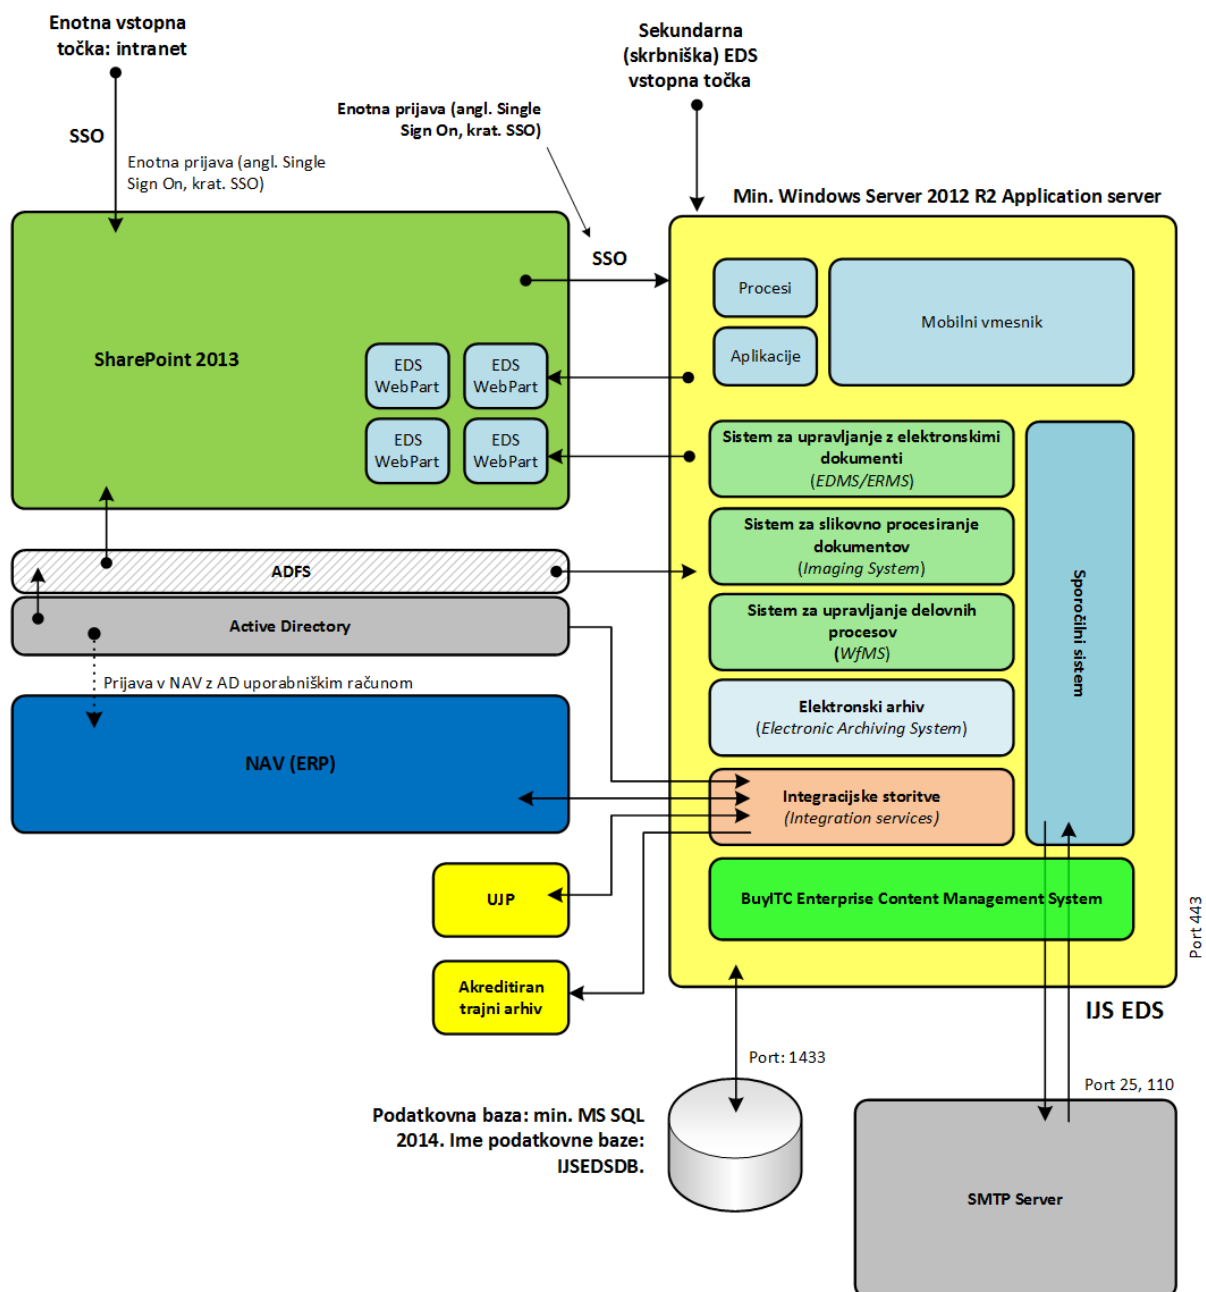 Enotna vstopna
točka: intranet
SSO
Enotna prijava (angl. Single
Sign On, krat. SSO)
Enotna prijava (angl. Single
Sign On, krat. SSO)
SSO
Sekundarna
(skrbniška) EDS
vstopna točka
Min. Windows Server 2012 R2 Application server
SharePoint 2013
EDS
WebPart
EDS
WebPart
EDS
WebPart
EDS
WebPart
Procesi
Aplikacije
Mobilni vmesnik
Sistem za upravljanje z elektronskimi
dokumenti
(EDMS/ERMS)
Sistem za slikovno procesiranje
dokumentov
(Imaging System)
Sistem za upravljanje delovnih
procesov
(WfMS)
Elektronski arhiv
(Electronic Archiving System)
Integracijske storitve
(Integration services)
Sporočilni sistem
BuyITC Enterprise Content Management System
ADFS
Active Directory
Prijava v NAV z AD uporabniškim računom
NAV (ERP)
UJP
Akreditiran
trajni arhiv
Port 443
IJS EDS
Port: 1433
Port 25, 110
Podatkovna baza: min. MS SQL
2014. Ime podatkovne baze:
IJSEDSDB.
SMTP Server